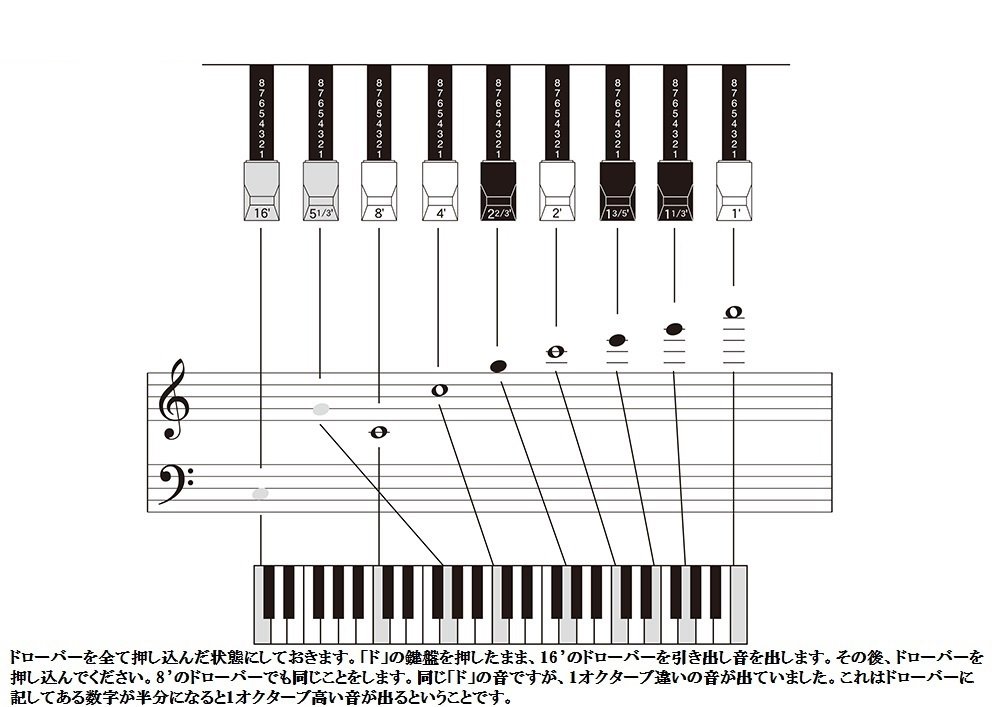 8 8 8 8 8 8 8 8 8
7 7 7 7 7 7 7 7 7
6 6 6 6 6 6 6 6 6
5 5 5 5 5 5 5 5 5
4 4 4 4 4 4 4 4 4
3 3 3 3 3 3 3 3 3
2 2 2 2 2 2 2 2 2
1 1 1 1 1 1 1 1 1
16' 5 1/3' 8' 4' 2 2/3' 2' 1 3/5' 1 1/3' 1'
ドローバーを全て押し込んだ状態にしておきます。「ド」の鍵盤を押したまま、16’のドローバーを引き出し音を出します。その後、ドローバーを
押し込んでください。8’のドローバーでも同じことをします。同じ「ド」の音ですが、1オクターブ違いの音が出ていました。これはドローバーに
記してある数字が半分になると1オクターブ高い音が出るということです。